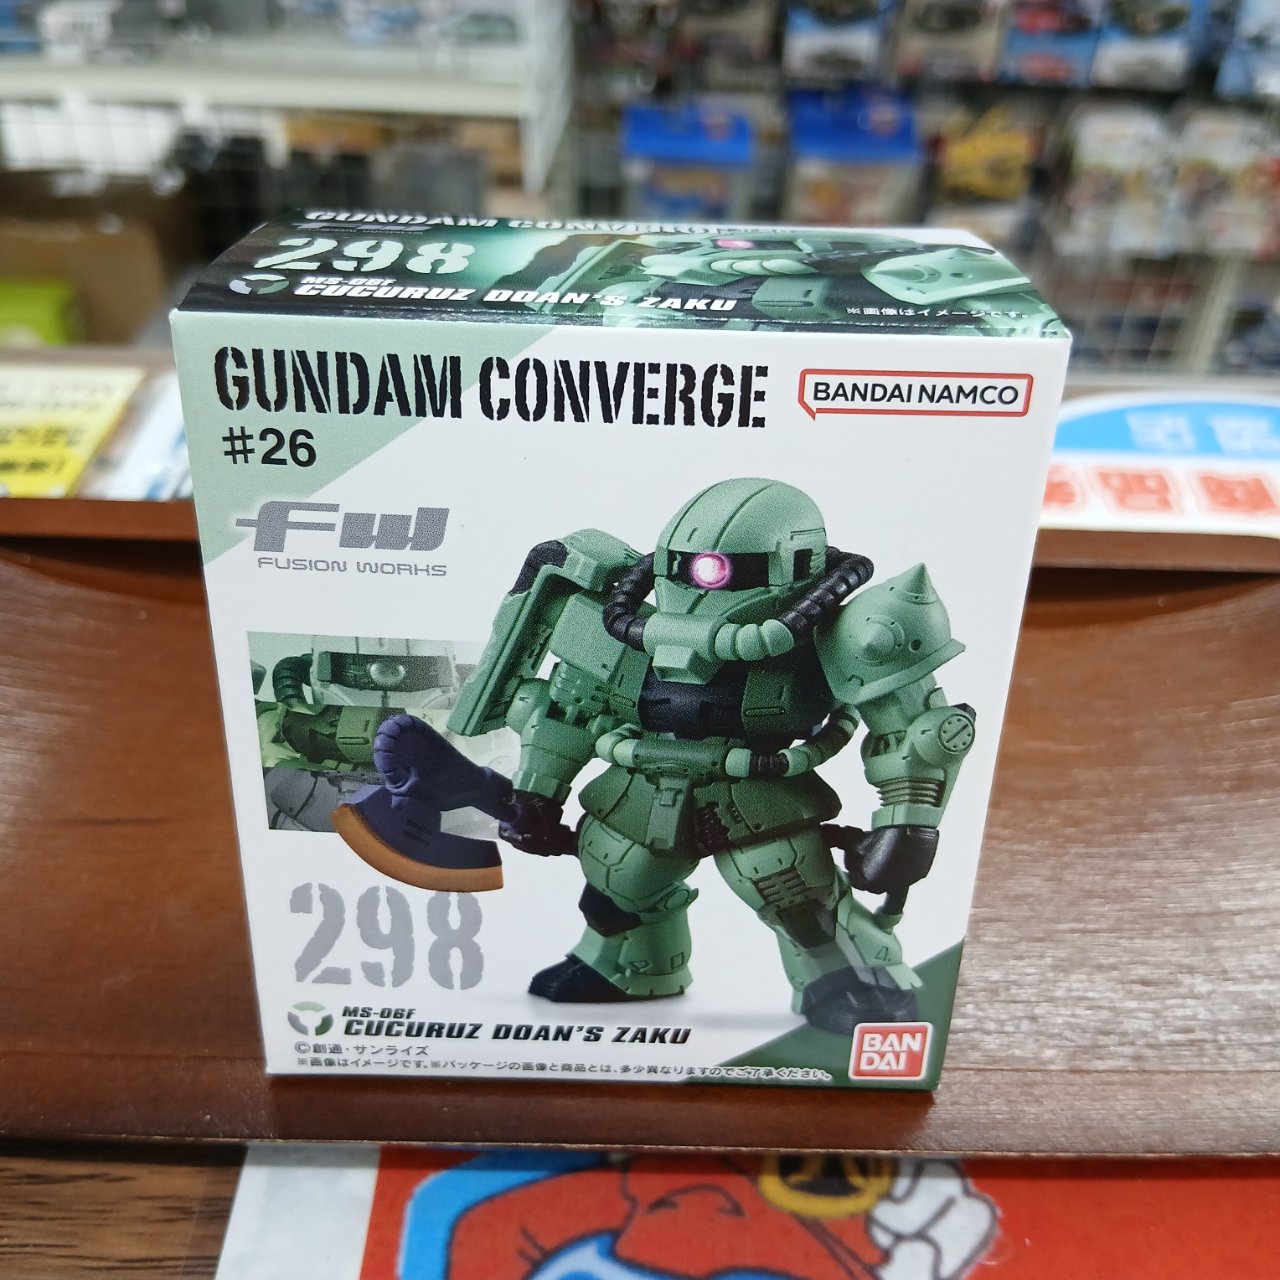 GUNDAM CONVERGE
298
MS-06F
CUCURUZ DOAN'S ZAKU
※画像はイメージです。
GUNDAM CONVERGE
#26
BANDAI NAMCO
FW
FUSION WORKS
298
MS-06F
CUCURUZ DOAN'S ZAKU
©創通・サンライズ
※画像はイメージです。※パッケージの画像と商品とは、多少異なりますのでご了承ください。
BAN
DAI